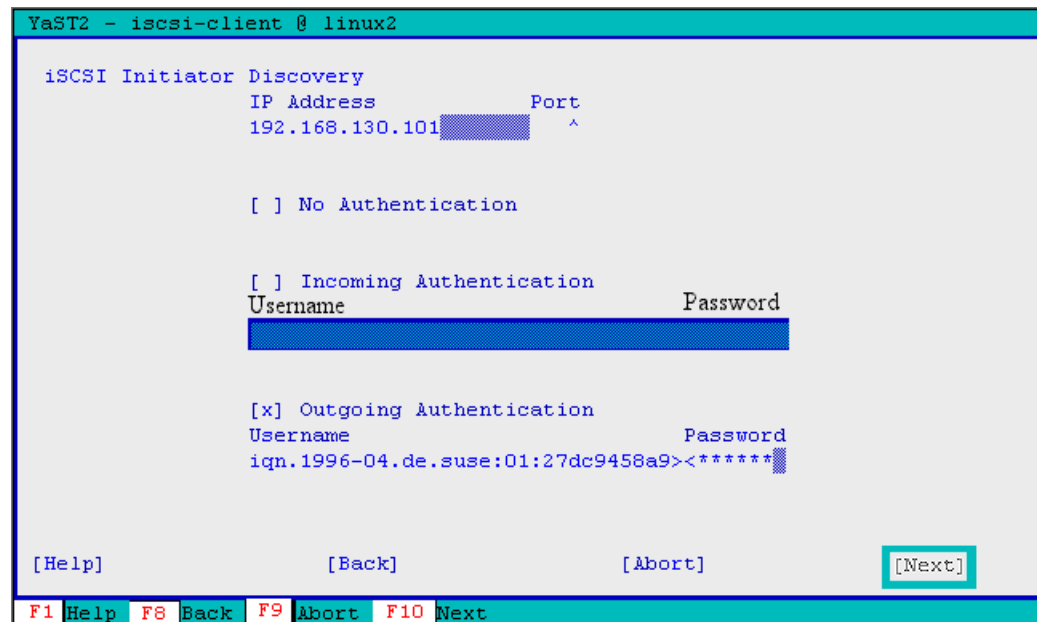 YaST2 - iscsi-client @ linux2
iSCSI Initiator Discovery
IP Address Port
192.168.130.101 ^
[ ] No Authentication
[ ] Incoming Authentication
Username Password
[x] Outgoing Authentication
Username Password
iqn.1996-04.de.suse:01:27dc9458a9><******
[Help] [Back] [Abort] [Next]
F1 Help F8 Back F9 Abort F10 Next